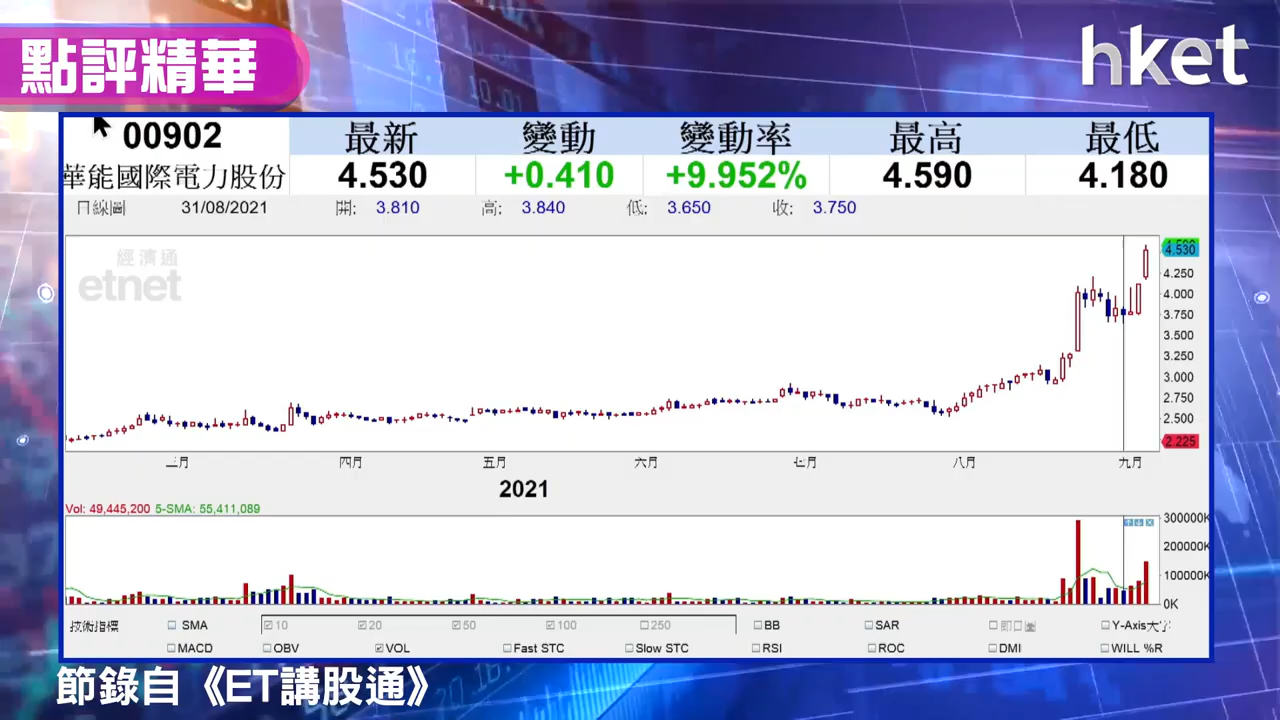 點評精華
hket
00902 最新 變動 變動率 最高 最低
華能國際電力股份 4.530 +0.410 +9.952% 4.590 4.180
日線圖 31/08/2021 開: 3.810 高: 3.840 低: 3.650 收: 3.750
經濟通
etnet
4.530
4.250
4.000
3.750
3.500
3.250
3.000
2.750
2.500
2.225
三月 四月 五月 六月 七月 八月 九月
2021
Vol: 49,445,200 5-SMA: 55,411,089
300000K
200000K
100000K
0K
技術指標 SMA 10 20 50 100 250 BB SAR Y-Axis大字
MACD OBV VOL Fast STC Slow STC RSI ROC DMI WILL %R
節錄自《ET講股通》